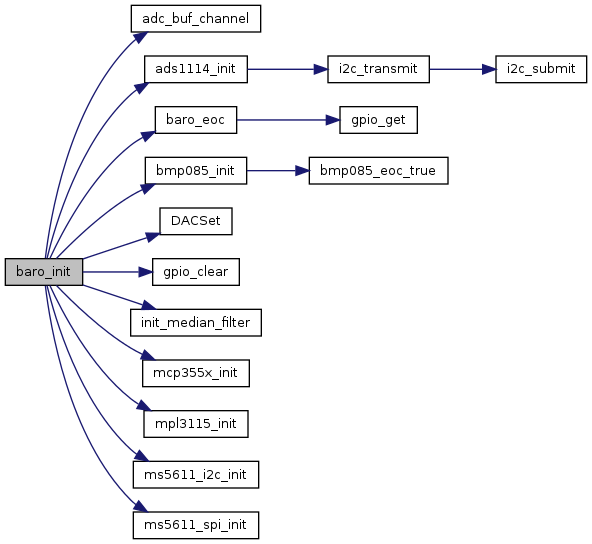 adc_buf_channel
ads1114_init
i2c_transmit
i2c_submit
baro_eoc
gpio_get
bmp085_init
bmp085_eoc_true
DACSet
baro_init
gpio_clear
init_median_filter
mcp355x_init
mpl3115_init
ms5611_i2c_init
ms5611_spi_init